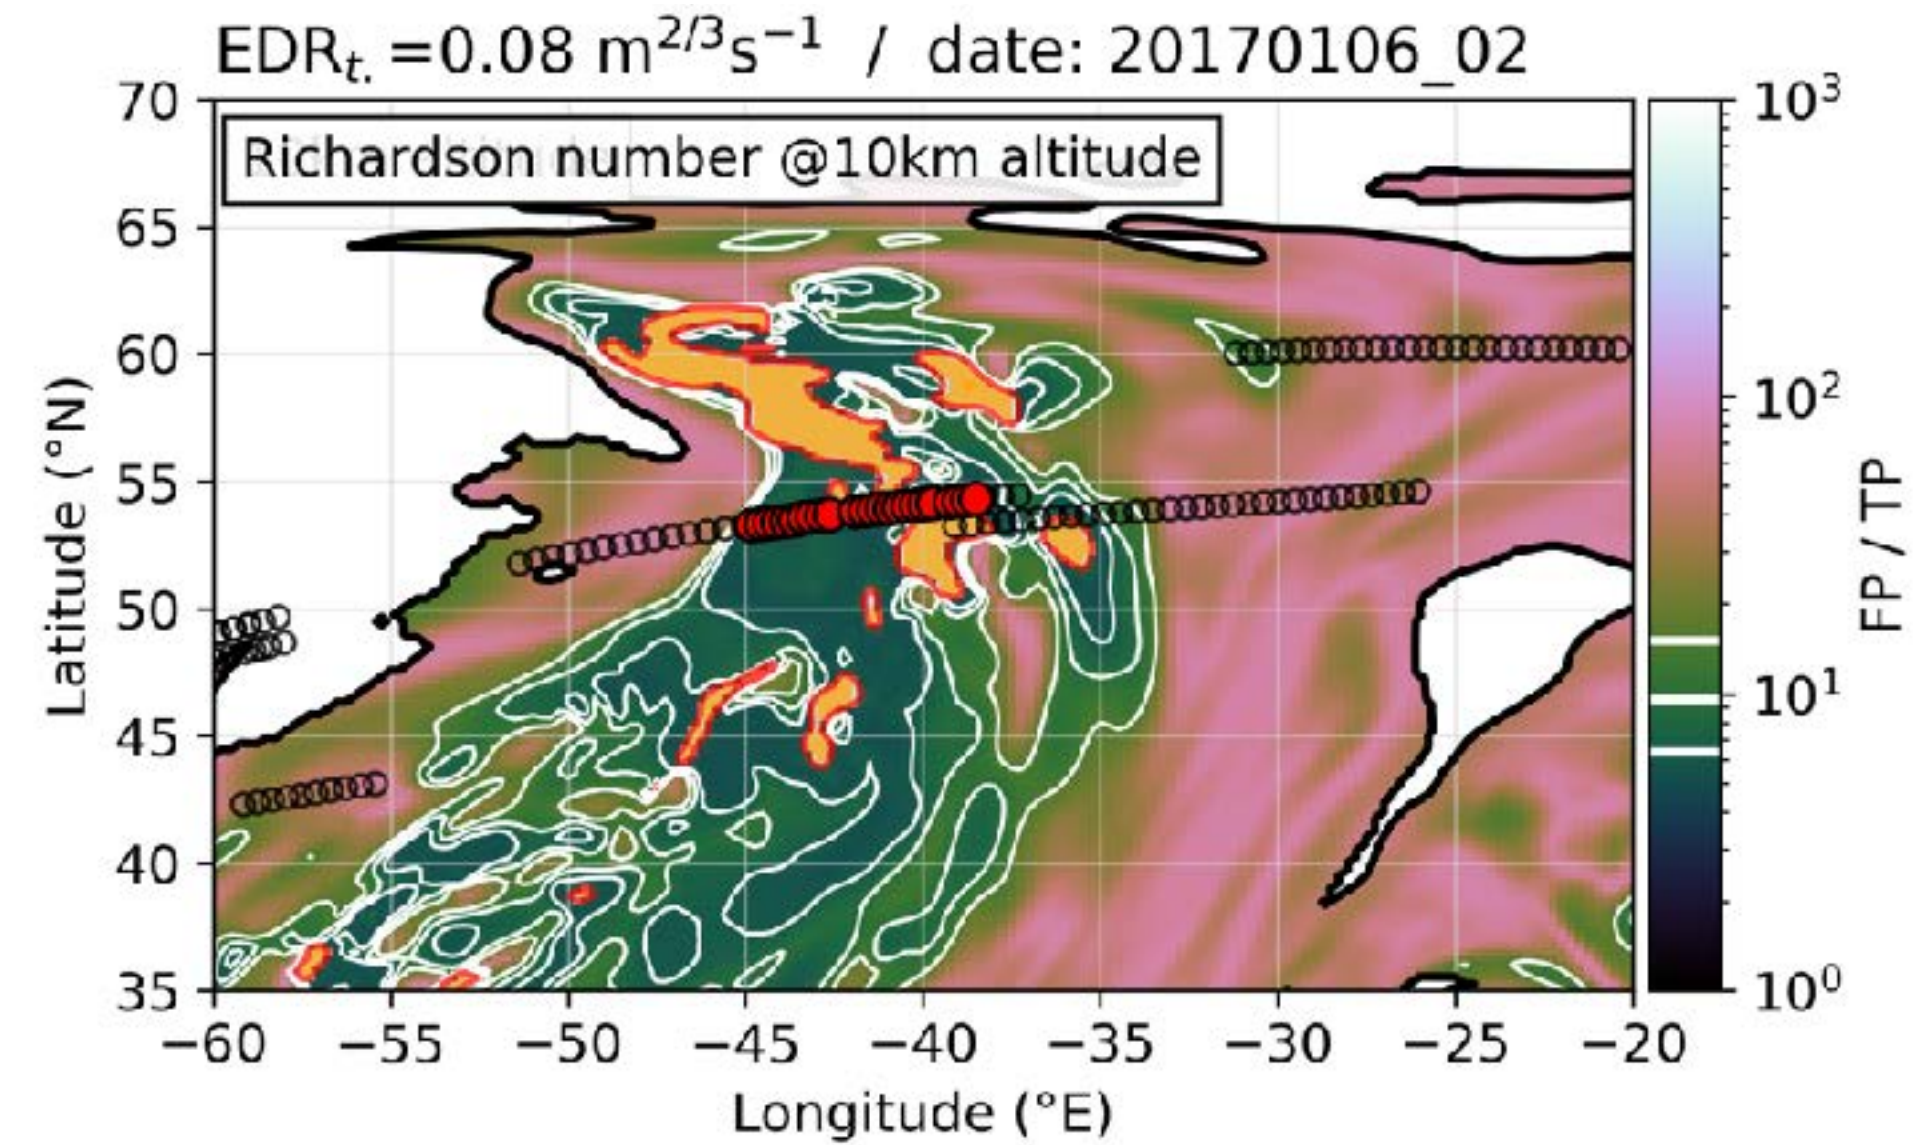 EDRt. =0.08 m2/3s−1 / date: 20170106_02
Richardson number @10km altitude
70
65
60
55
50
45
40
35
Latitude (°N)
−60 −55 −50 −45 −40 −35 −30 −25 −20
Longitude (°E)
103
102
101
100
FP / TP